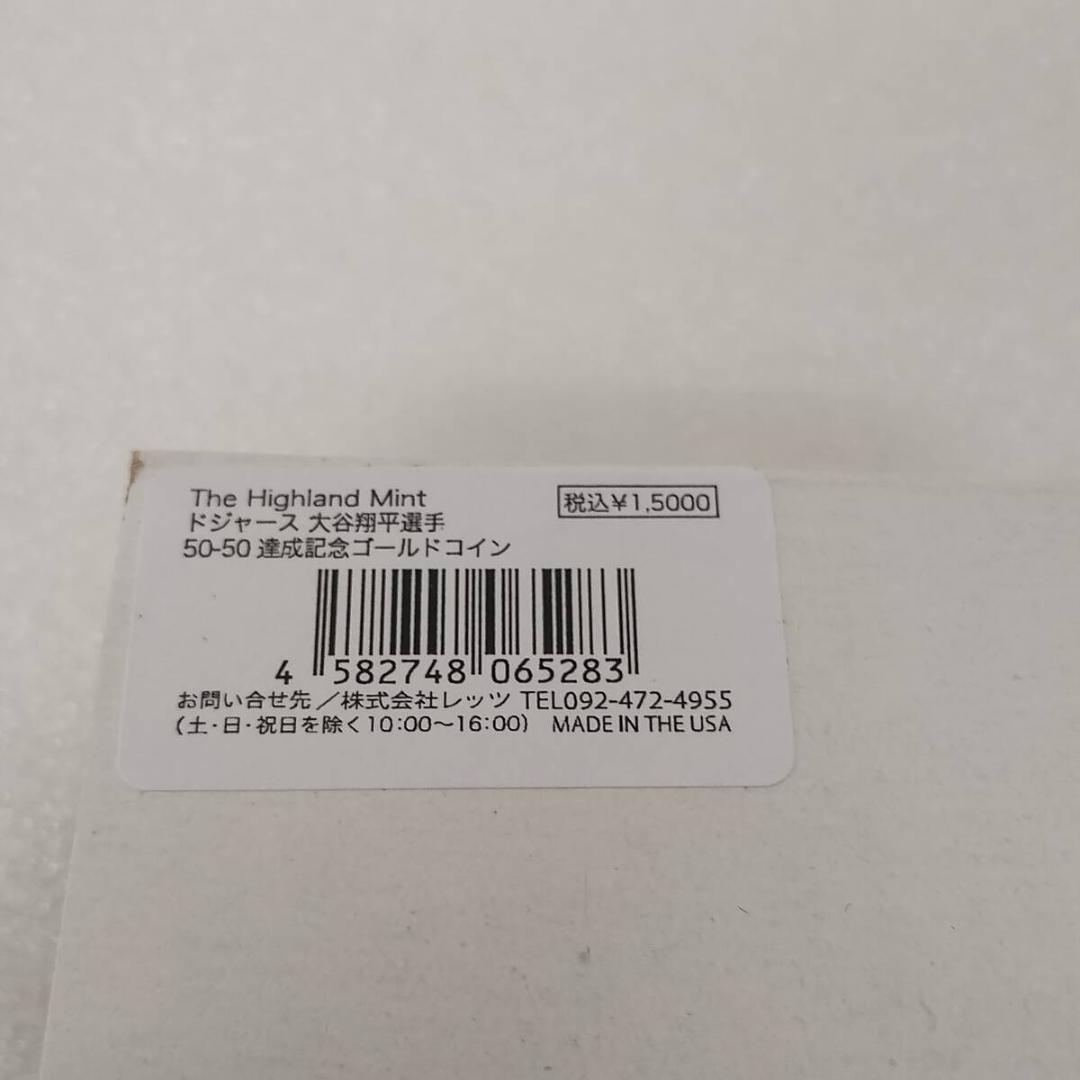 The Highland Mint
税込¥1,5000
ドジャース 大谷翔平選手
50-50 達成記念ゴールドコイン
4 582748 065283
お問い合せ先／株式会社レッツ TEL092-472-4955
(土・日・祝日を除く10:00～16:00) MADE IN THE USA